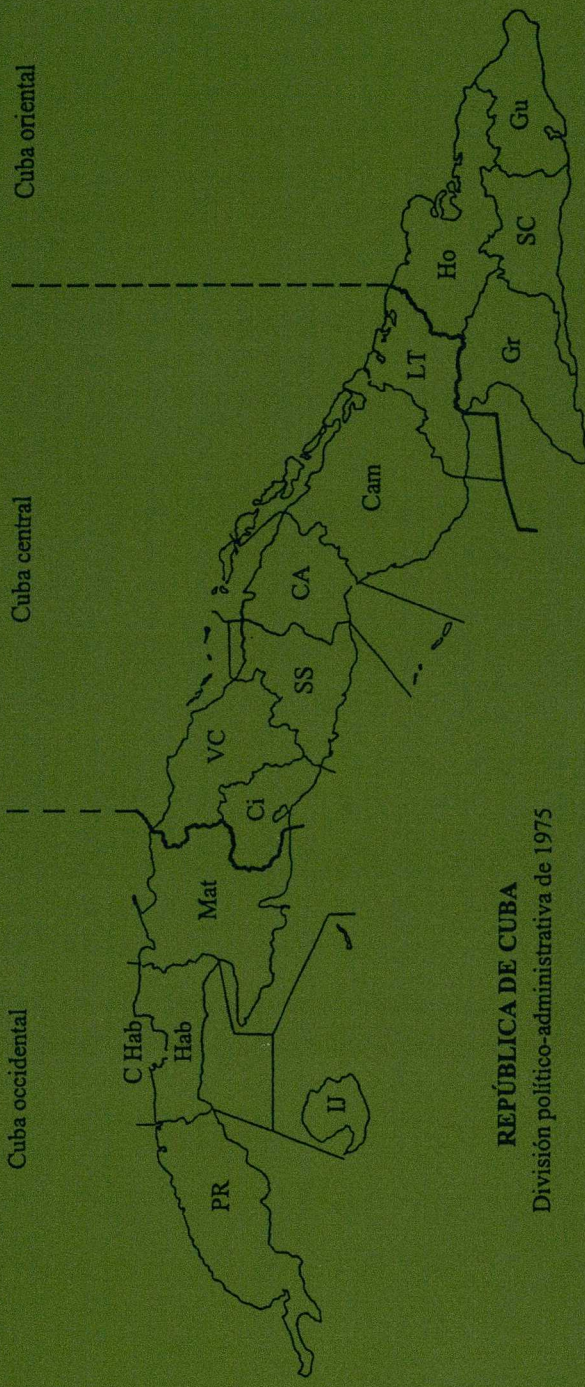 Cuba occidental
Cuba central
Cuba oriental
C Hab
Hab
PR
IJ
Mat
VC
Ci
SS
CA
Cam
LT
Ho
Gr
SC
Gu
REPÚBLICA DE CUBA
División político-administrativa de 1975